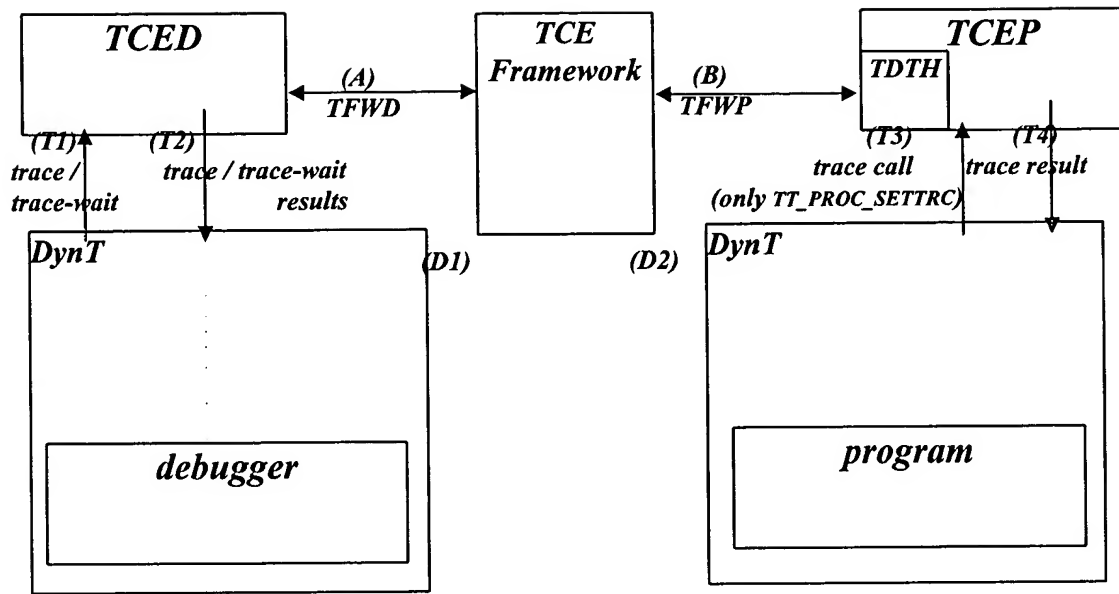 TCED
TCE
Framework
TCEP
TDTH
(A)
TFWD
(B)
TFWP
(T1)
trace /
trace-wait
(T2)
trace / trace-wait
results
(T3)
trace call
(only TT_PROC_SETTRC)
(T4)
trace result
DynT
(D1)
(D2)
DynT
debugger
program